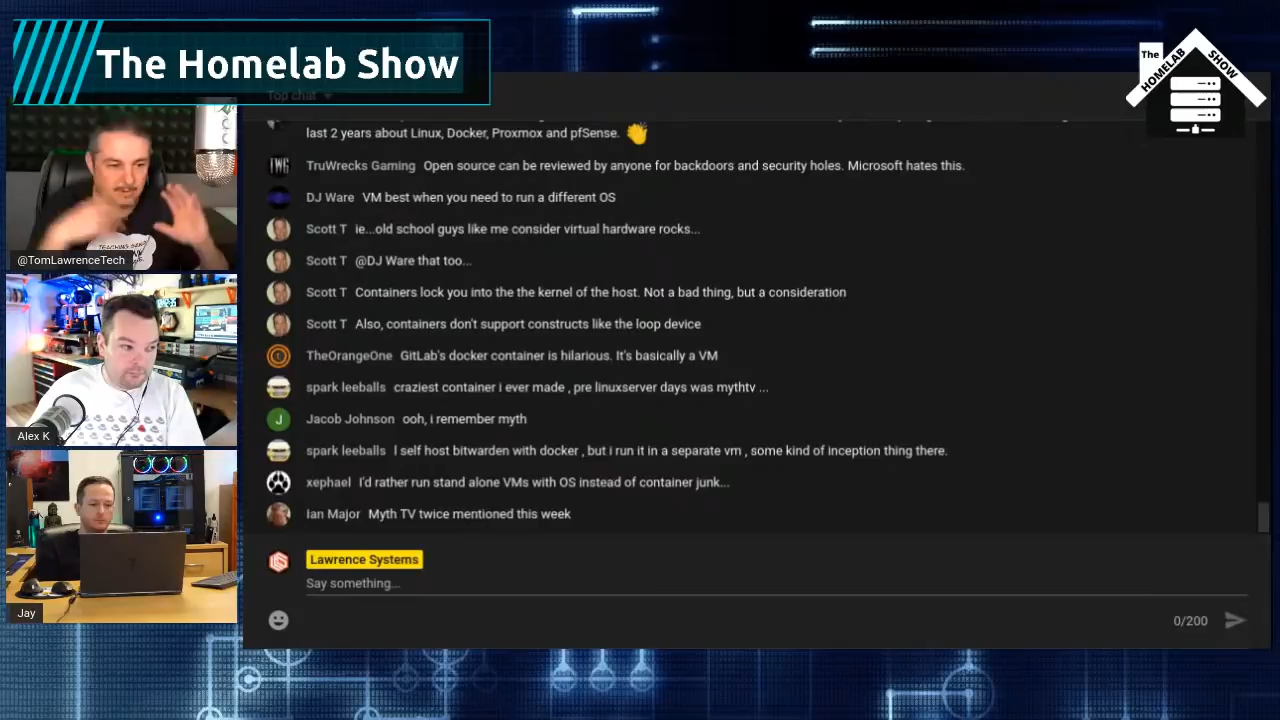 The Homelab Show
The
HOMELAB
SHOW
Top chat
last 2 years about Linux, Docker, Proxmox and pfSense. 👏
TruWrecks Gaming Open source can be reviewed by anyone for backdoors and security holes. Microsoft hates this.
DJ Ware VM best when you need to run a different OS
Scott T ie...old school guys like me consider virtual hardware rocks...
Scott T @DJ Ware that too...
Scott T Containers lock you into the the kernel of the host. Not a bad thing, but a consideration
Scott T Also, containers don't support constructs like the loop device
TheOrangeOne GitLab's docker container is hilarious. It's basically a VM
spark leeballs craziest container i ever made , pre linuxserver days was mythtv ...
J Jacob Johnson ooh, i remember myth
spark leeballs I self host bitwarden with docker , but i run it in a separate vm , some kind of inception thing there.
xephael I'd rather run stand alone VMs with OS instead of container junk...
Ian Major Myth TV twice mentioned this week
Lawrence Systems
Say something...
0/200
@TomLawrenceTech
Alex K
Jay